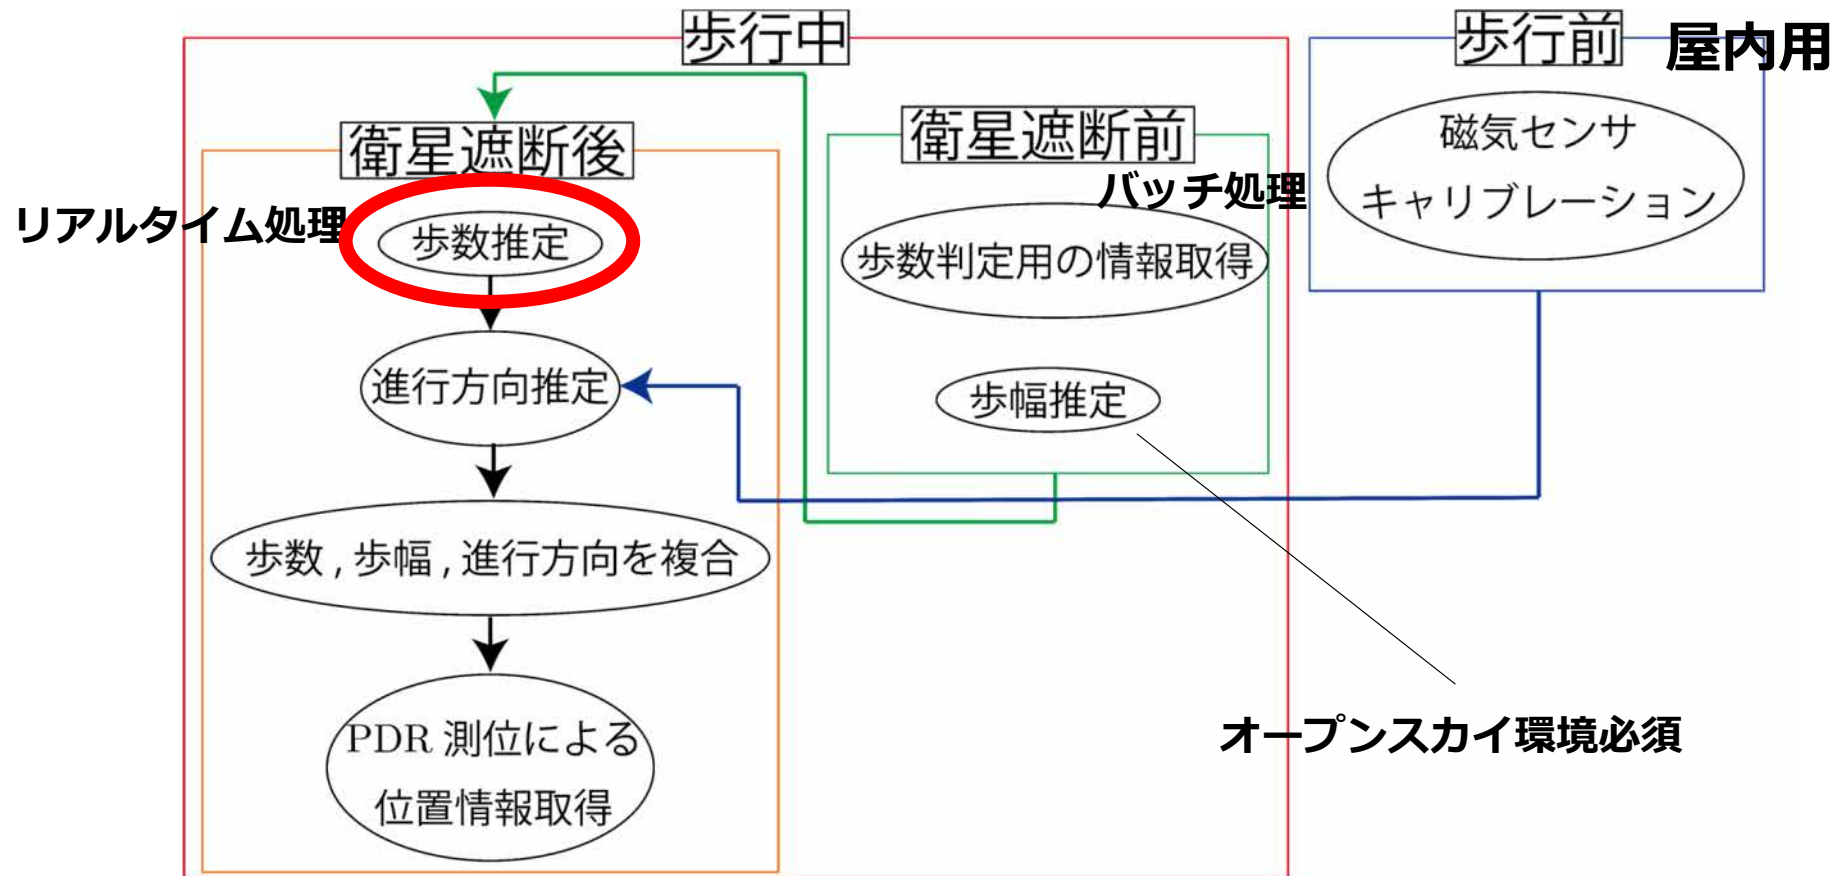 歩行中
歩行前
屋内用
衛星遮断後
衛星遮断前
磁気センサ
キャリブレーション
バッチ処理
リアルタイム処理
歩数推定
歩数判定用の情報取得
進行方向推定
歩幅推定
歩数 , 歩幅 , 進行方向を複合
PDR 測位による
位置情報取得
オープンスカイ環境必須